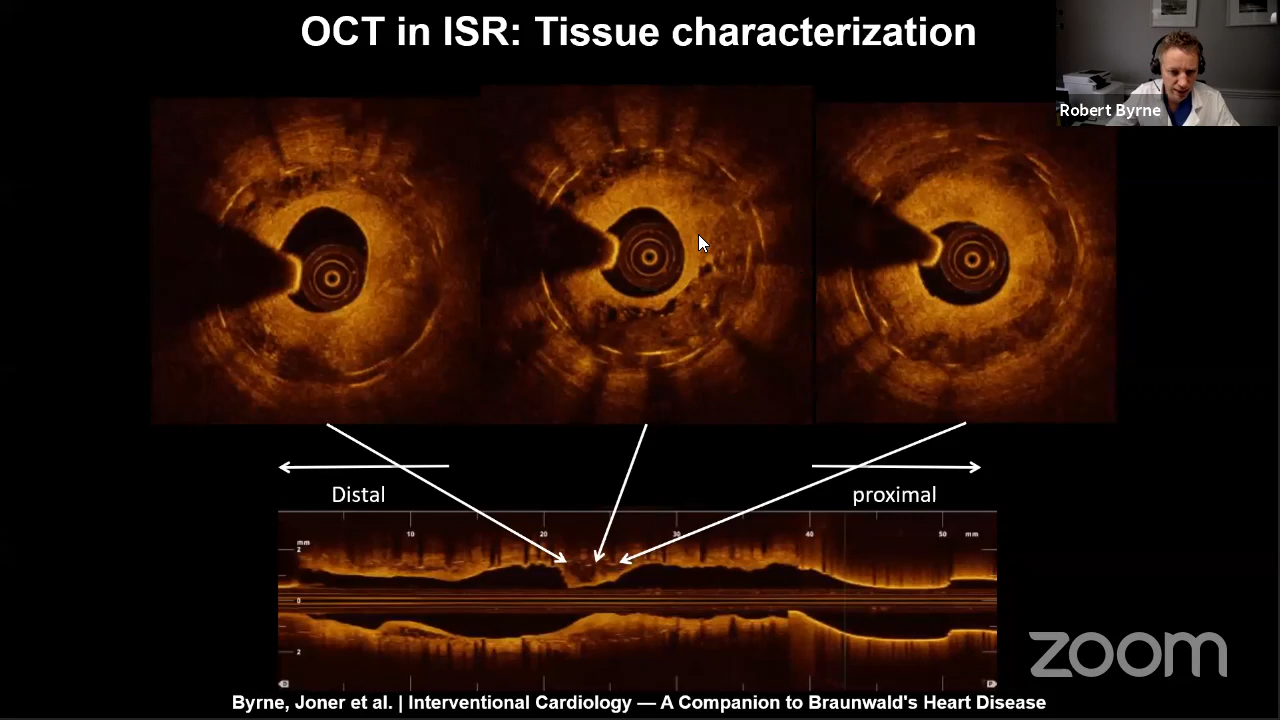 OCT in ISR: Tissue characterization
Robert Byrne
Distal
proximal
10
20
30
40
50
mm
mm
2
0
2
D
P
zoom
Byrne, Joner et al. | Interventional Cardiology — A Companion to Braunwald's Heart Disease